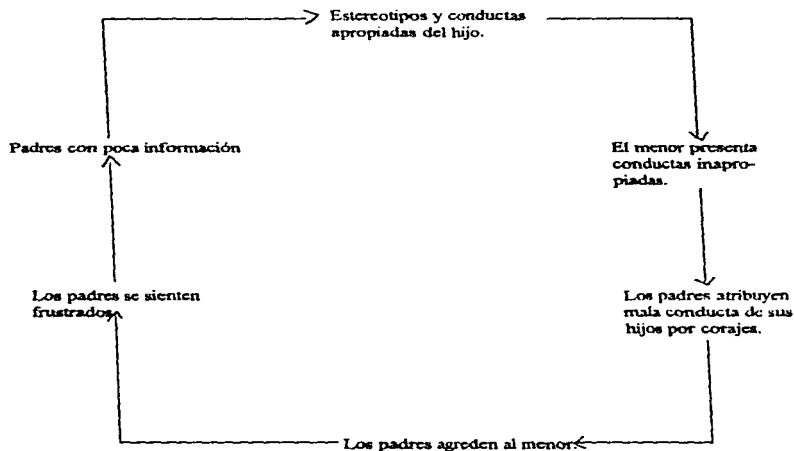 Estereotipos y conductas
apropiadas del hijo.
Padres con poca información
El menor presenta
conductas inapro-
piadas.
Los padres se sienten
frustrados.
Los padres atribuyen
mala conducta de sus
hijos por corajes.
Los padres agreden al menor.